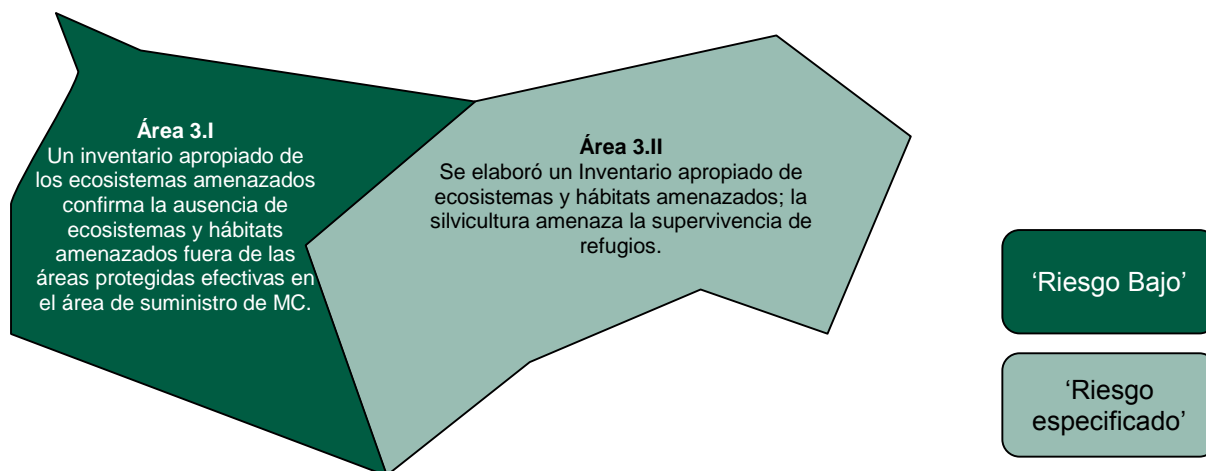 Área 3.I
Un inventario apropiado de
los ecosistemas amenazados
confirma la ausencia de
ecosistemas y hábitats
amenazados fuera de las
áreas protegidas efectivas en
el área de suministro de MC.
Área 3.II
Se elaboró un Inventario apropiado de
ecosistemas y hábitats amenazados; la
silvicultura amenaza la supervivencia de
refugios.
‘Riesgo Bajo’
‘Riesgo
especificado’